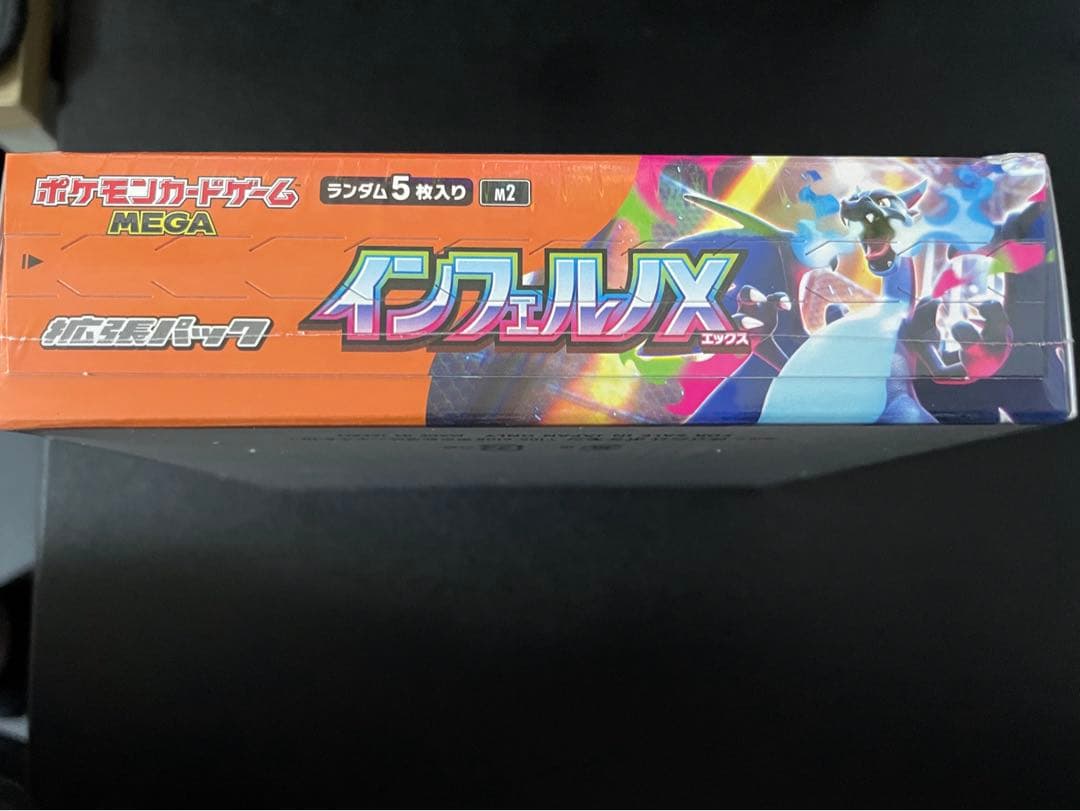 ポケモンカードゲーム
MEGA
ランダム5枚入り
M2
インフェルノX
エックス
拡張パック